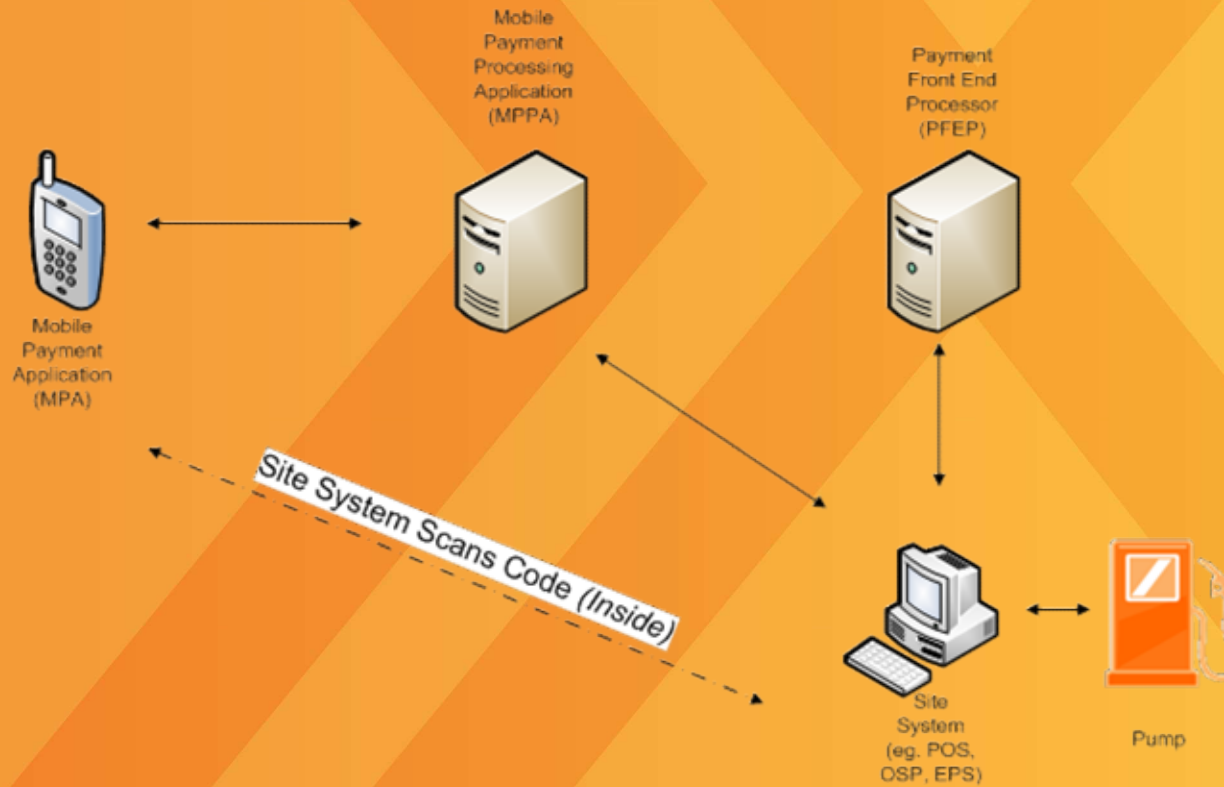 Mobile
Payment
Processing
Application
(MPPA)
Payment
Front End
Processor
(PFEP)
Mobile
Payment
Application
(MPA)
Site System Scans Code (Inside)
Site
System
(eg. POS,
OSP, EPS)
Pump